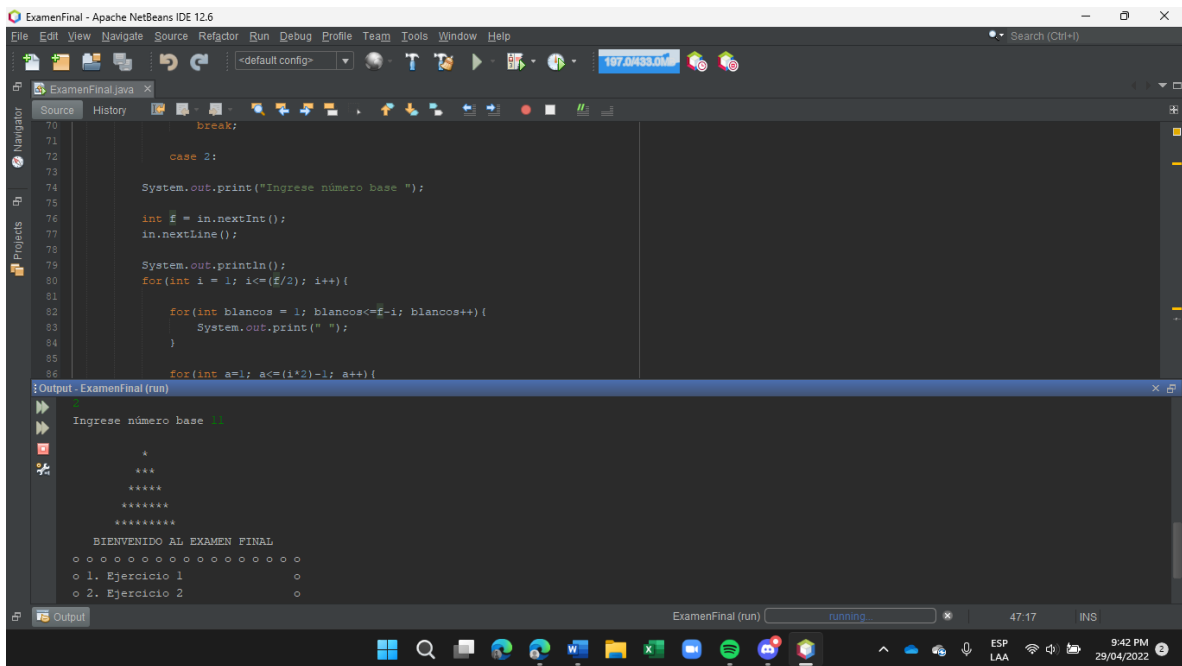 ExamenFinal - Apache NetBeans IDE 12.6
File Edit View Navigate Source Refactor Run Debug Profile Team Tools Window Help
Search (Ctrl+I)
<default config>
197.0/433.0MB
ExamenFinal.java
Source History
Navigator
Projects
70 break;
71
72 case 2:
73
74 System.out.print("Ingrese número base ");
75
76 int f = in.nextInt();
77 in.nextLine();
78
79 System.out.println();
80 for(int i = 1; i<=(f/2); i++){
81
82 for(int blancos = 1; blancos<=f-i; blancos++){
83 System.out.print(" ");
84 }
85
86 for(int a=1; a<=(i*2)-1; a++){
Output - ExamenFinal (run)
2
Ingrese número base 11
*
***
*****
*******
*********
BIENVENIDO AL EXAMEN FINAL
o o o o o o o o o o o o o o o o o
o 1. Ejercicio 1 o
o 2. Ejercicio 2 o
Output
ExamenFinal (run) running... 47:17 INS
ESP
LAA
9:42 PM
29/04/2022
2